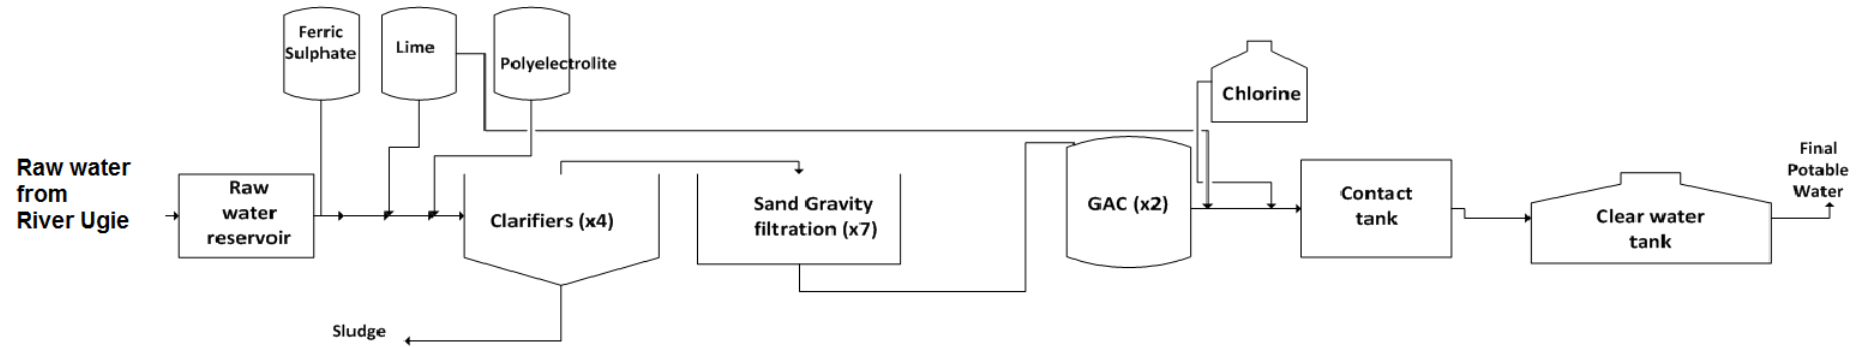 Ferric
Sulphate
Lime
Polyelectrolite
Chlorine
Raw water
from
River Ugie
Raw
water
reservoir
Clarifiers (x4)
Sand Gravity
filtration (x7)
GAC (x2)
Contact
tank
Clear water
tank
Final
Potable
Water
Sludge